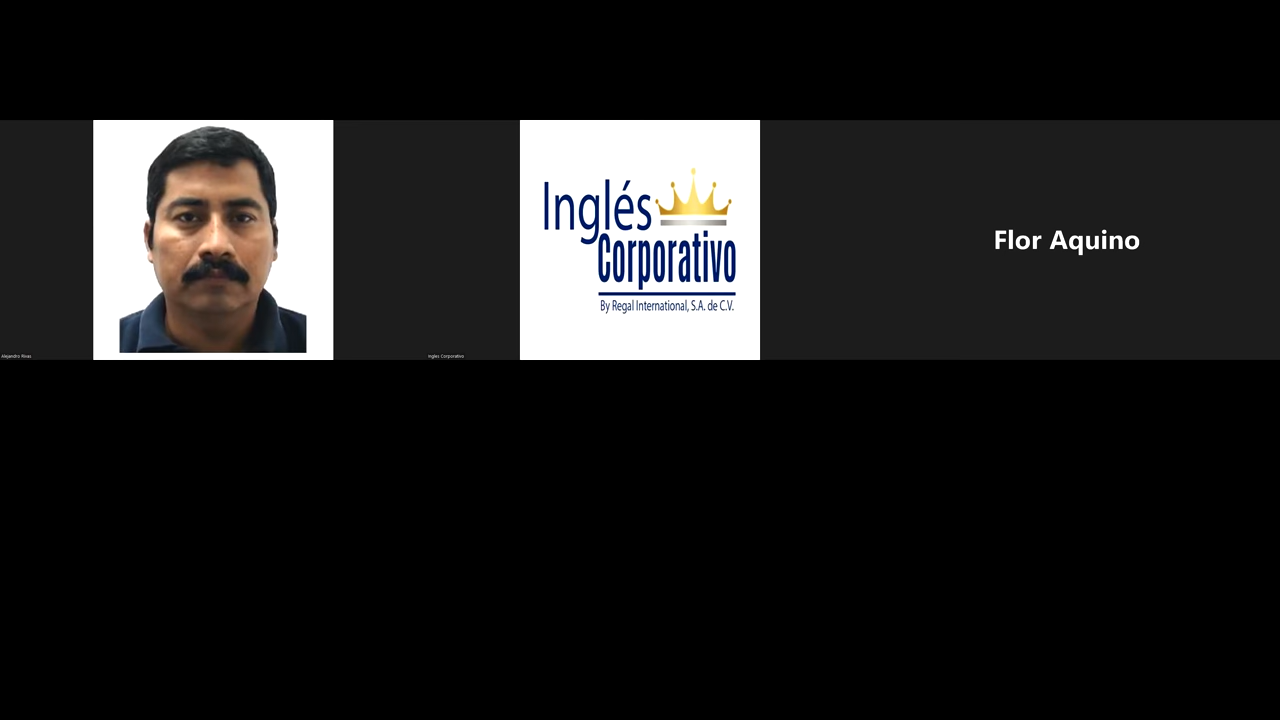 Inglés
Corporativo
By Regal International, S.A. de C.V.
Flor Aquino
Alejandro Rivas
Ingles Corporativo